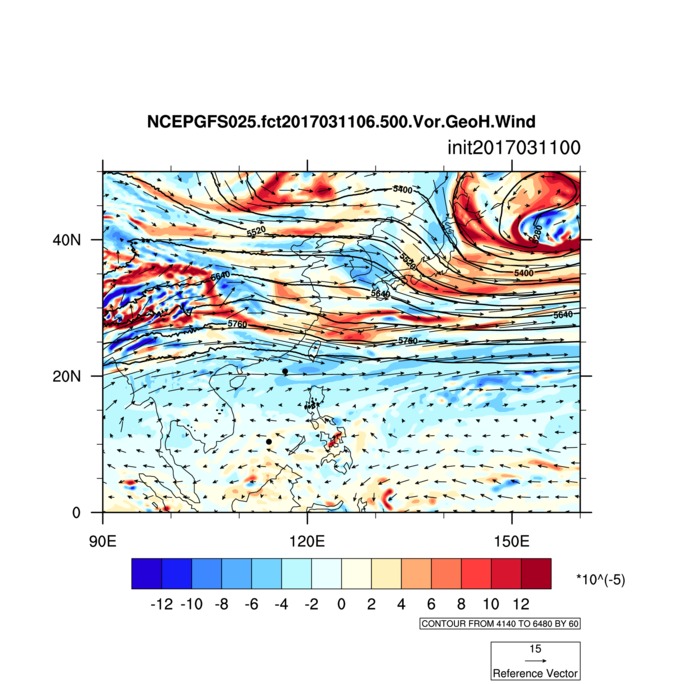 NCEPGFS025.fct2017031106.500.Vor.GeoH.Wind
init2017031100
5400
40N
5520
5280
5520
5400
5640
5640
5640
5760
5760
20N
0
90E
120E
150E
-12 -10 -8 -6 -4 -2 0 2 4 6 8 10 12
*10^(-5)
CONTOUR FROM 4140 TO 6480 BY 60
15
Reference Vector